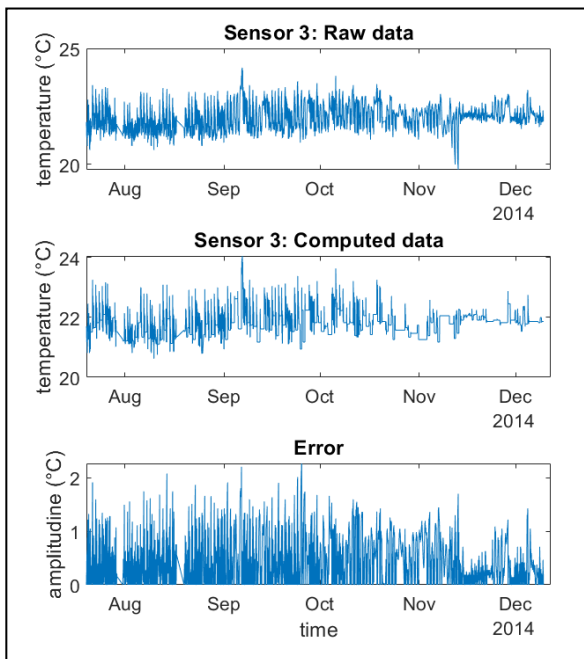 Sensor 3: Raw data
temperature (°C)
25
20
Aug Sep Oct Nov Dec
2014
Sensor 3: Computed data
temperature (°C)
24
22
20
Aug Sep Oct Nov Dec
2014
Error
amplitudine (°C)
2
1
0
Aug Sep Oct Nov Dec
time 2014